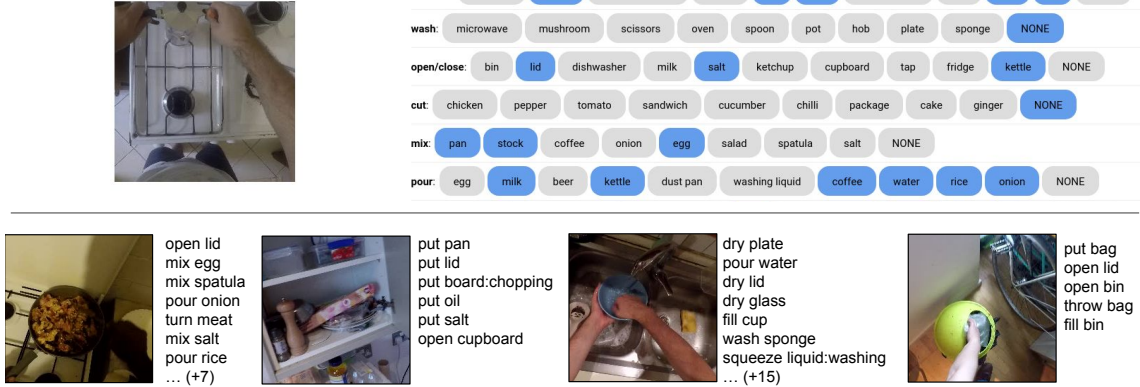 wash: microwave mushroom scissors oven spoon pot hob plate sponge NONE
open/close: bin lid dishwasher milk salt ketchup cupboard tap fridge kettle NONE
cut: chicken pepper tomato sandwich cucumber chilli package cake ginger NONE
mix: pan stock coffee onion egg salad spatula salt NONE
pour: egg milk beer kettle dust pan washing liquid coffee water rice onion NONE
open lid
mix egg
mix spatula
pour onion
turn meat
mix salt
pour rice
... (+7)
put pan
put lid
put board:chopping
put oil
put salt
open cupboard
dry plate
pour water
dry lid
dry glass
fill cup
wash sponge
squeeze liquid:washing
... (+15)
put bag
open lid
open bin
throw bag
fill bin